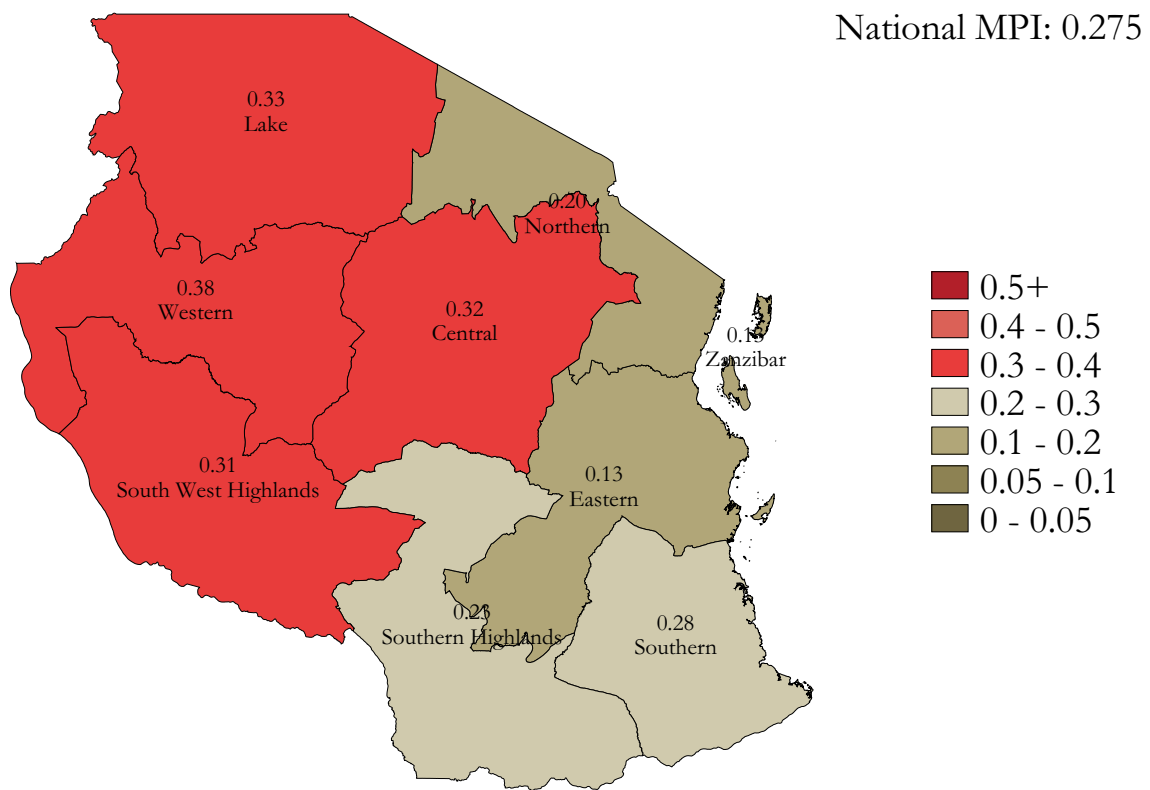 National MPI: 0.275
0.33
Lake
0.20
Northern
0.38
Western
0.32
Central
Zanzibar
0.31
South West Highlands
0.13
Eastern
0.23
Southern Highlands
0.28
Southern
0.5+
0.4 - 0.5
0.3 - 0.4
0.2 - 0.3
0.1 - 0.2
0.05 - 0.1
0 - 0.05